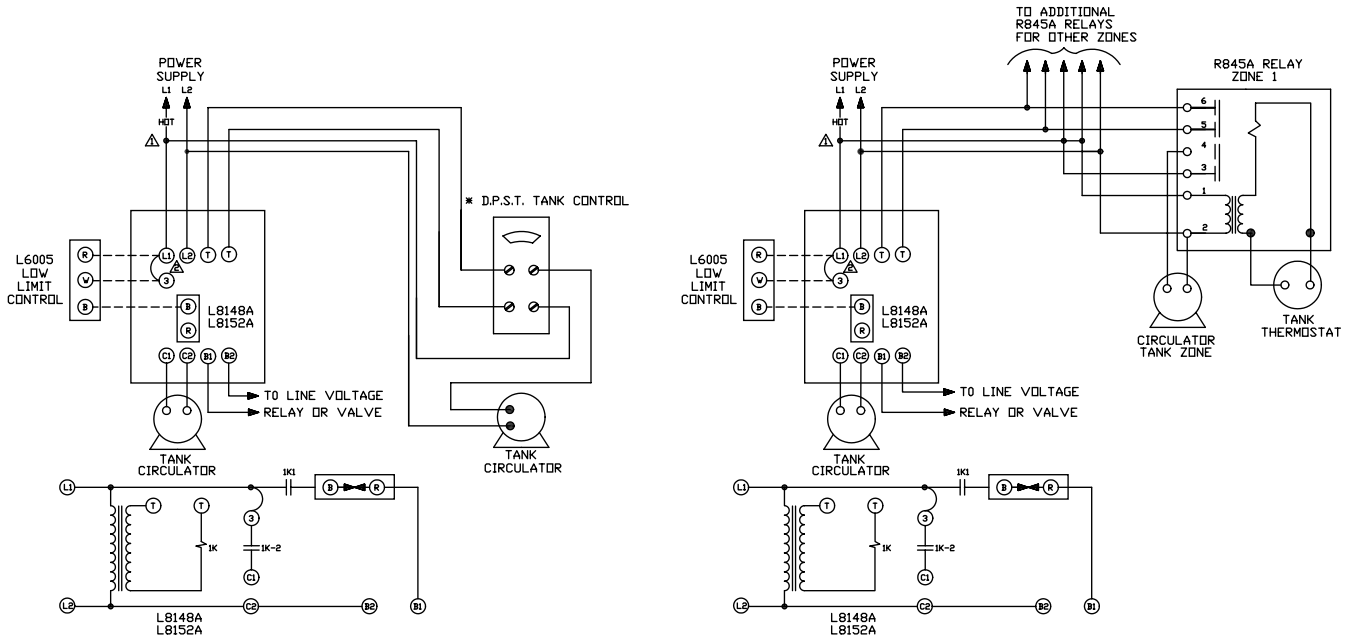 POWER
SUPPLY
L1 L2
HOT
1
* D.P.S.T. TANK CONTROL
L6005
LOW
LIMIT
CONTROL
R
W
B
L1 L2 T T
2
3
B
R
L8148A
L8152A
C1 C2 B1 B2
TO LINE VOLTAGE
RELAY OR VALVE
TANK
CIRCULATOR
TANK
CIRCULATOR
L1
1K1
B R
T T
3
1K
1K-2
C1
L2
C2
B2
B1
L8148A
L8152A
TO ADDITIONAL
R845A RELAYS
FOR OTHER ZONES
POWER
SUPPLY
L1 L2
HOT
1
R845A RELAY
ZONE 1
6
5
4
3
1
2
L6005
LOW
LIMIT
CONTROL
R
W
B
L1 L2 T T
2
3
B
R
L8148A
L8152A
C1 C2 B1 B2
TO LINE VOLTAGE
RELAY OR VALVE
TANK
CIRCULATOR
CIRCULATOR
TANK ZONE
TANK
THERMOSTAT
L1
1K1
B R
T T
3
1K
1K-2
C1
L2
C2
B2
B1
L8148A
L8152A